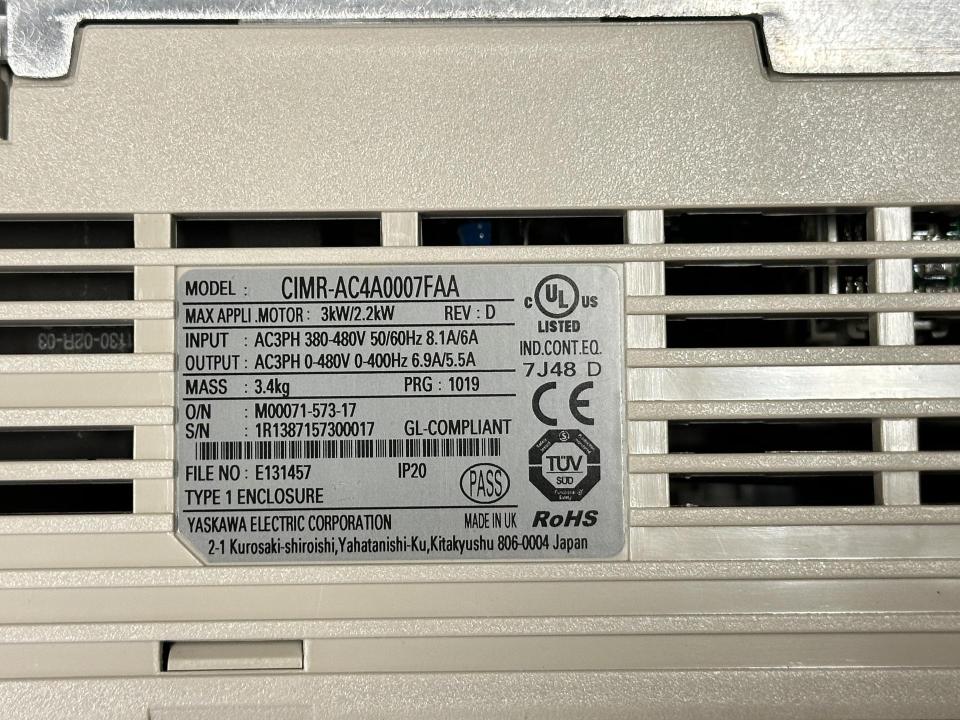 MODEL : CIMR-AC4A0007FAA
MAX APPLI .MOTOR : 3kW/2.2kW REV : D
INPUT : AC3PH 380-480V 50/60Hz 8.1A/6A
OUTPUT : AC3PH 0-480V 0-400Hz 6.9A/5.5A
MASS : 3.4kg PRG : 1019
O/N : M00071-573-17
S/N : 1R1387157300017 GL-COMPLIANT
FILE NO : E131457 IP20
TYPE 1 ENCLOSURE
PASS
YASKAWA ELECTRIC CORPORATION MADE IN UK
2-1 Kurosaki-shiroishi,Yahatanishi-Ku,Kitakyushu 806-0004 Japan
C UL US
LISTED
IND.CONT.EQ.
7J48 D
CE
TÜV
SÜD
RoHS
1130-02R-03